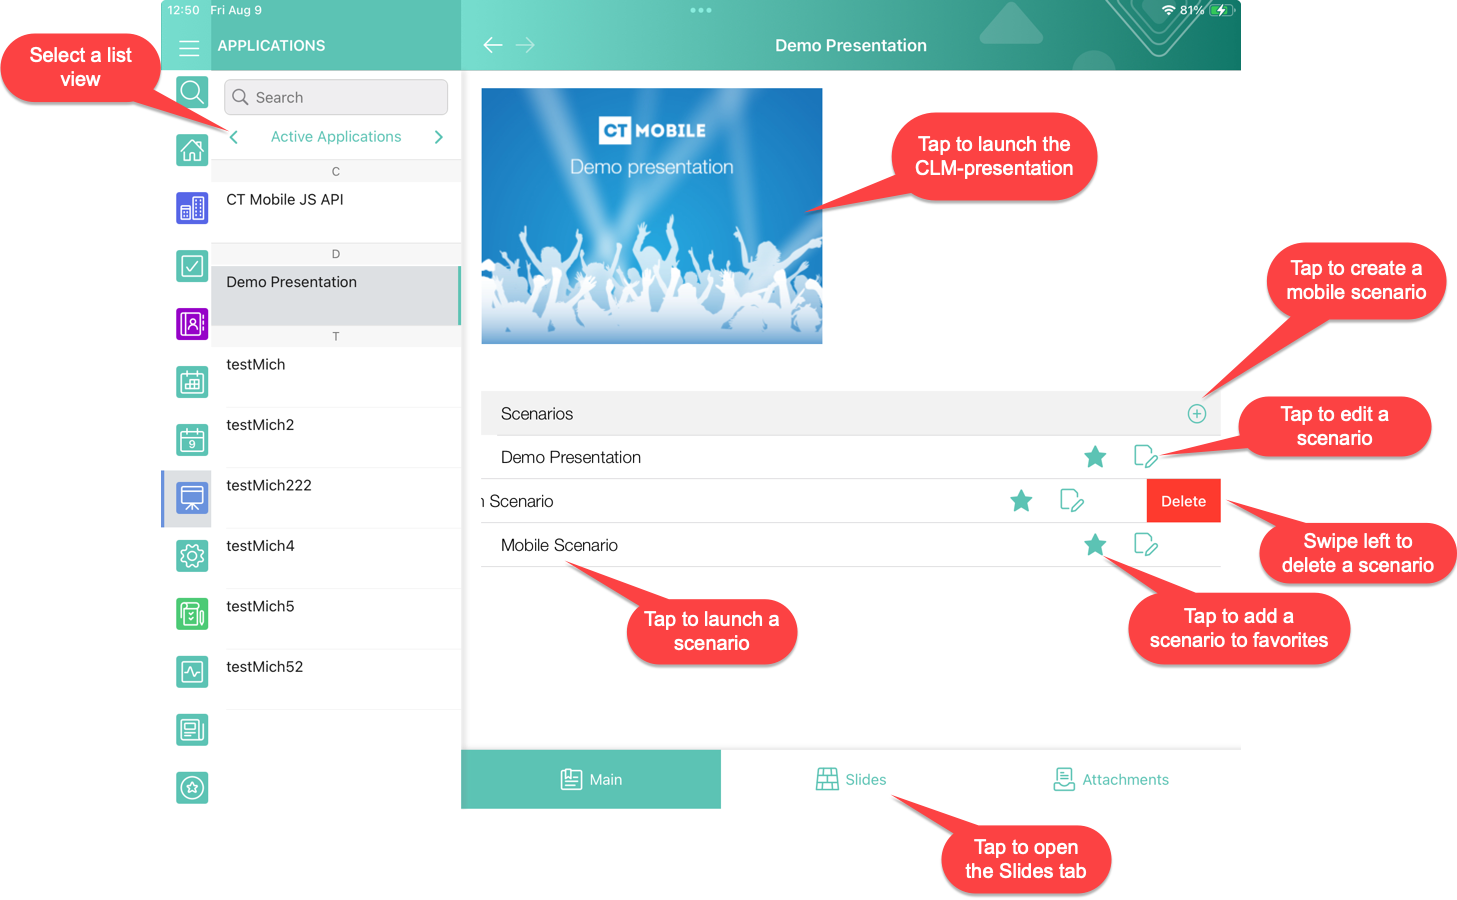 12:50 Fri Aug 9
81%
APPLICATIONS
Demo Presentation
Select a list
view
Search
Active Applications
C
CT Mobile JS API
D
Demo Presentation
T
testMich
testMich2
testMich222
testMich4
testMich5
testMich52
9
CT MOBILE
Demo presentation
Tap to launch the
CLM-presentation
Tap to create a
mobile scenario
Scenarios
Demo Presentation
Tap to edit a
scenario
Scenario
Delete
Mobile Scenario
Swipe left to
delete a scenario
Tap to launch a
scenario
Tap to add a
scenario to favorites
Main
Slides
Attachments
Tap to open
the Slides tab